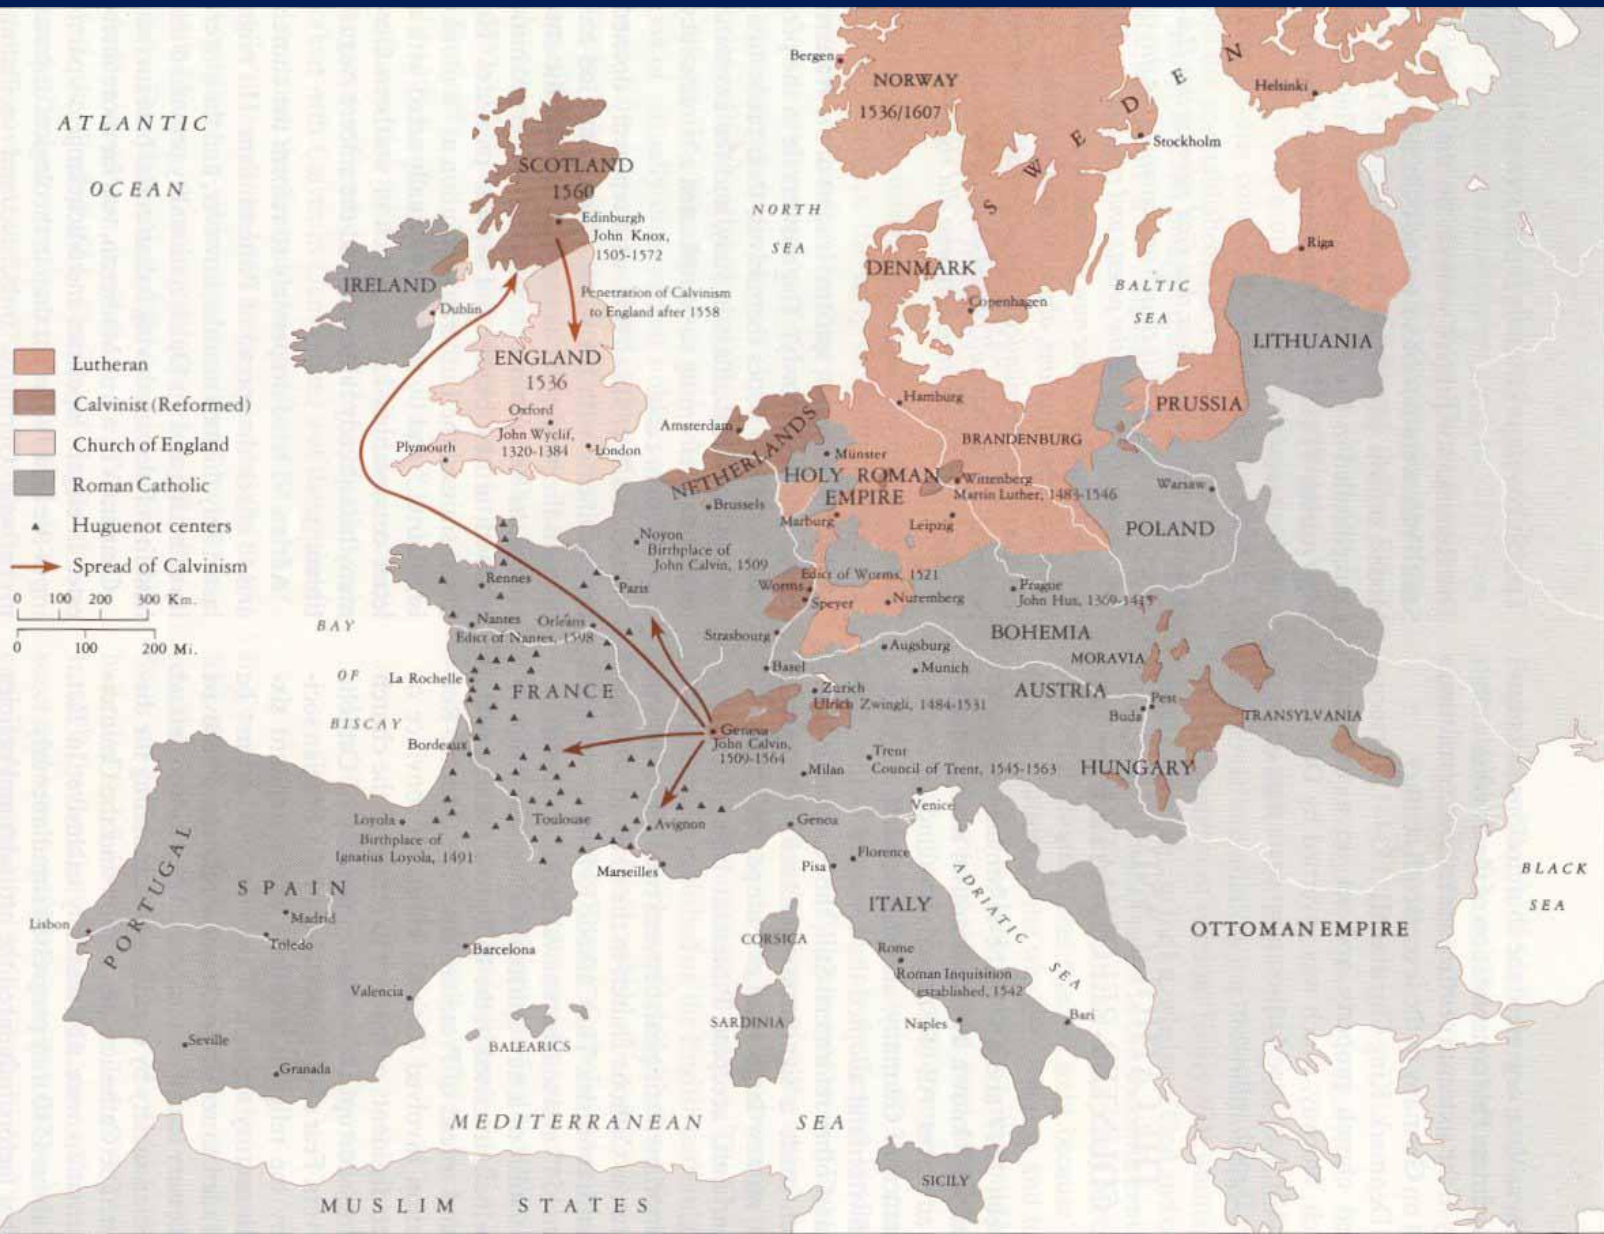 ATLANTIC
OCEAN
Bergen
NORWAY
1536/1607
SWEDEN
Helsinki
Stockholm
SCOTLAND
1560
Edinburgh
John Knox,
1505-1572
NORTH
SEA
Riga
IRELAND
Dublin
DENMARK
Copenhagen
BALTIC
SEA
Penetration of Calvinism
to England after 1558
LITHUANIA
ENGLAND
1536
Oxford
John Wyclif,
1320-1384
Plymouth
London
Lutheran
Calvinist (Reformed)
Church of England
Roman Catholic
Huguenot centers
Spread of Calvinism
0 100 200 300 Km.
0 100 200 Mi.
Amsterdam
NETHERLANDS
Hamburg
PRUSSIA
BRANDENBURG
Münster
HOLY ROMAN
EMPIRE
Wittenberg
Martin Luther, 1483-1546
Warsaw
POLAND
Brussels
Marburg
Leipzig
Noyon
Birthplace of
John Calvin, 1509
Edict of Worms, 1521
Worms
Speyer
Nuremberg
Prague
John Hus, 1369-1415
Rennes
Paris
BAY
OF
BISCAY
Nantes
Orleans
Edict of Nantes, 1598
Strasbourg
BOHEMIA
Augsburg
MORAVIA
La Rochelle
FRANCE
Basel
Munich
Zurich
Ulrich Zwingli, 1484-1531
AUSTRIA
Buda
Pest
TRANSYLVANIA
Geneva
John Calvin,
1509-1564
Bordeaux
Milan
Trent
Council of Trent, 1545-1563
HUNGARY
Venice
Loyola
Birthplace of
Ignatius Loyola, 1491
Toulouse
Avignon
Genoa
Marseilles
Pisa
Florence
ADRIATIC
SEA
BLACK
SEA
PORTUGAL
SPAIN
Madrid
Toledo
Lisbon
Barcelona
CORSICA
ITALY
OTTOMAN EMPIRE
Rome
Roman Inquisition
established, 1542
Valencia
SARDINIA
Naples
Bari
Seville
Granada
BALEARICS
MEDITERRANEAN SEA
SICILY
MUSLIM STATES